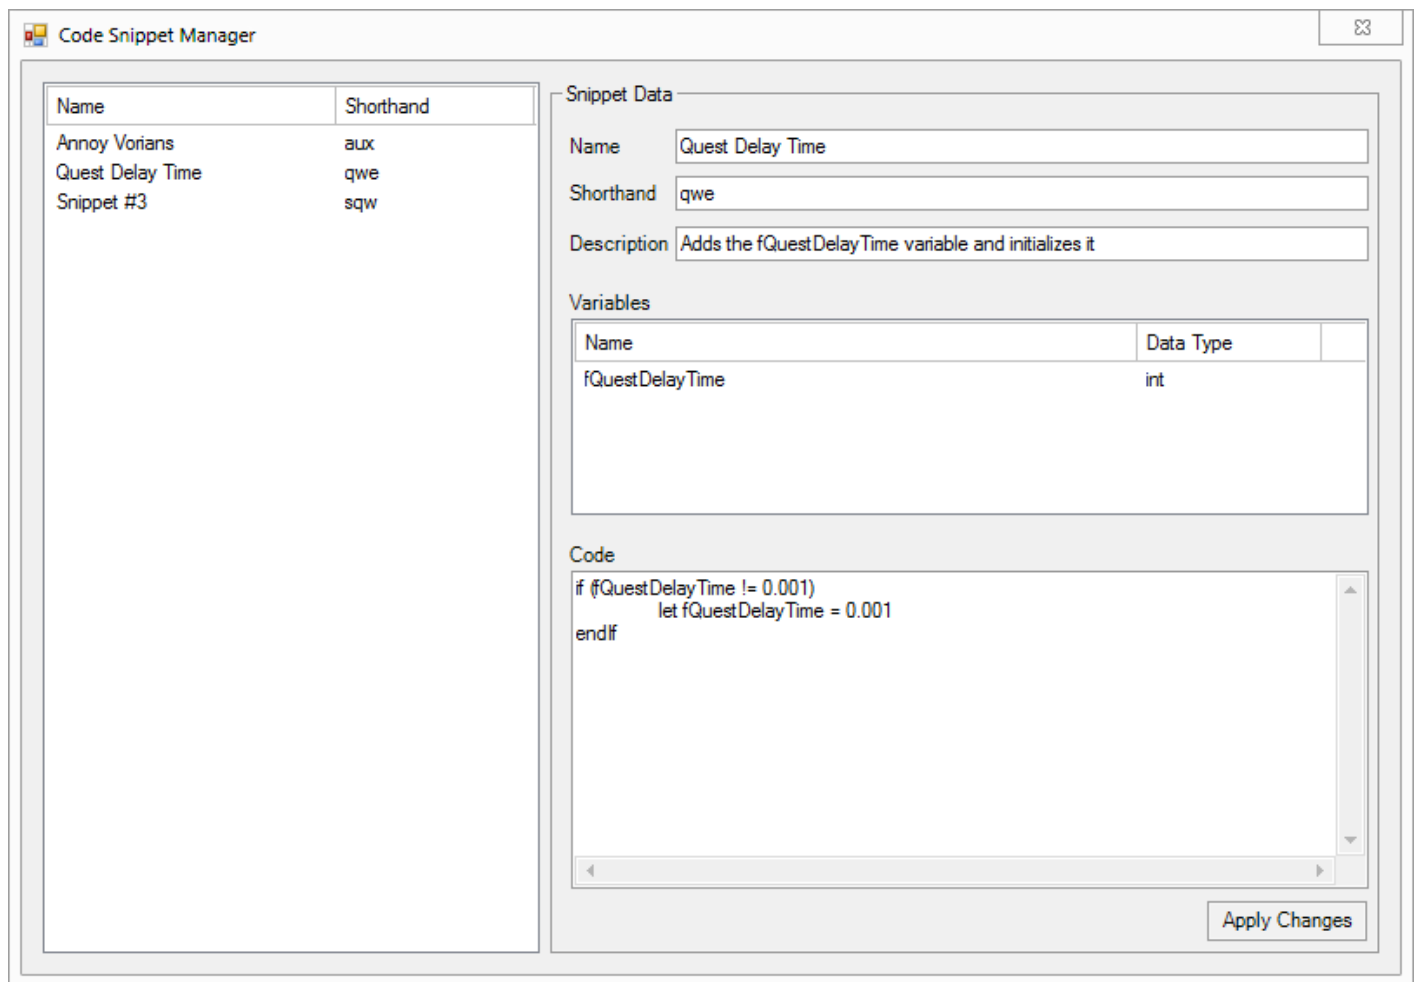 Code Snippet Manager
Name Shorthand
Annoy Vorians aux
Quest Delay Time qwe
Snippet #3 sqw
Snippet Data
Name Quest Delay Time
Shorthand qwe
Description Adds the fQuestDelayTime variable and initializes it
Variables
Name Data Type
fQuestDelayTime int
Code
if (fQuestDelayTime != 0.001)
let fQuestDelayTime = 0.001
endIf
Apply Changes